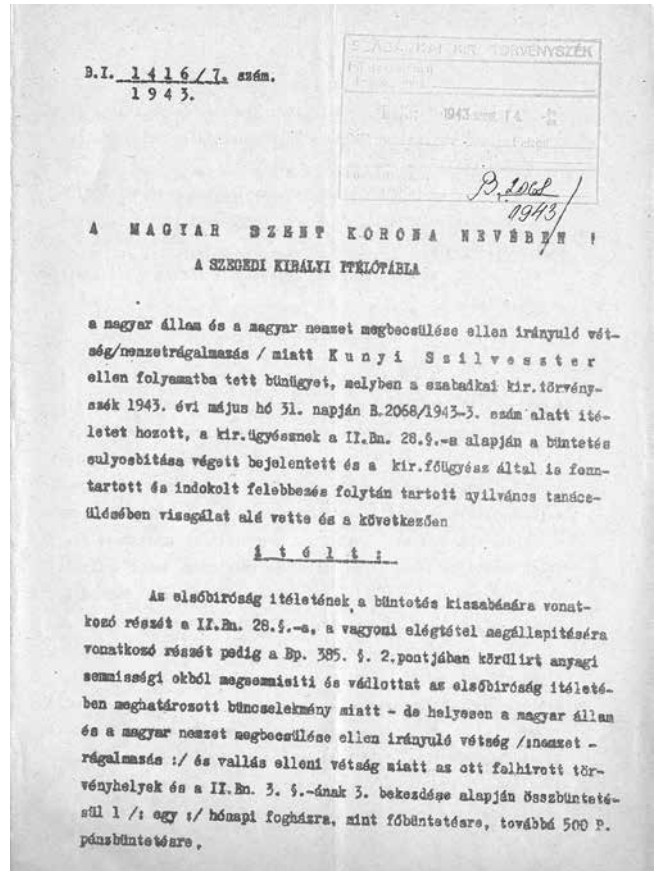 SZABADKAI KIR. TÖRVÉNYSZÉK
B.I. 1416/7. szám.
1943.
1943
B. 2068/
1943
A MAGYAR SZENT KORONA NEVÉBEN !
A SZEGEDI KIRÁLYI ITÉLŐTÁBLA
a magyar állam és a magyar nemzet megbecsülése ellen irányuló vét-
ség/nemzetrágalmazás / miatt Kunyi Szilveszter
ellen folyamatba tett bünügyet, melyben a szabadkai kir.törvény-
szék 1943. évi május hó 31. napján B.2068/1943-3. szám alatt ité-
letet hozott, a kir.ügyésznek a II.Bn. 28.§.-a alapján a büntetés
sulyosbitása végett bejelentett és a kir.főügyész által is fenn-
tartott és indokolt felebbezés folytán tartott nyilvános tanács-
ülésében vizsgálat alá vette és a következően
i t é l t :
Az elsőbiróság itéletének a büntetés kiszabására vonat-
kozó részét a II.Bn. 28.§.-a, a vagyoni elégtétel megállapitására
vonatkozó részét pedig a Bp. 385. §. 2.pontjában körülirt anyagi
semmisségi okból megsemmisiti és vádlottat az elsőbiróság itéleté-
ben meghatározott büncselekmény miatt - de helyesen a magyar állam
és a magyar nemzet megbecsülése ellen irányuló vétség /:nemzet -
rágalmazás :/ és vallás elleni vétség miatt az ott felhivott tör-
vényhelyek és a II.Bn. 3. §.-ának 3. bekezdése alapján összbünteté-
sül 1 /: egy :/ hónapi fogházra, mint főbüntetésre, továbbá 500 P.
pénzbüntetésre,